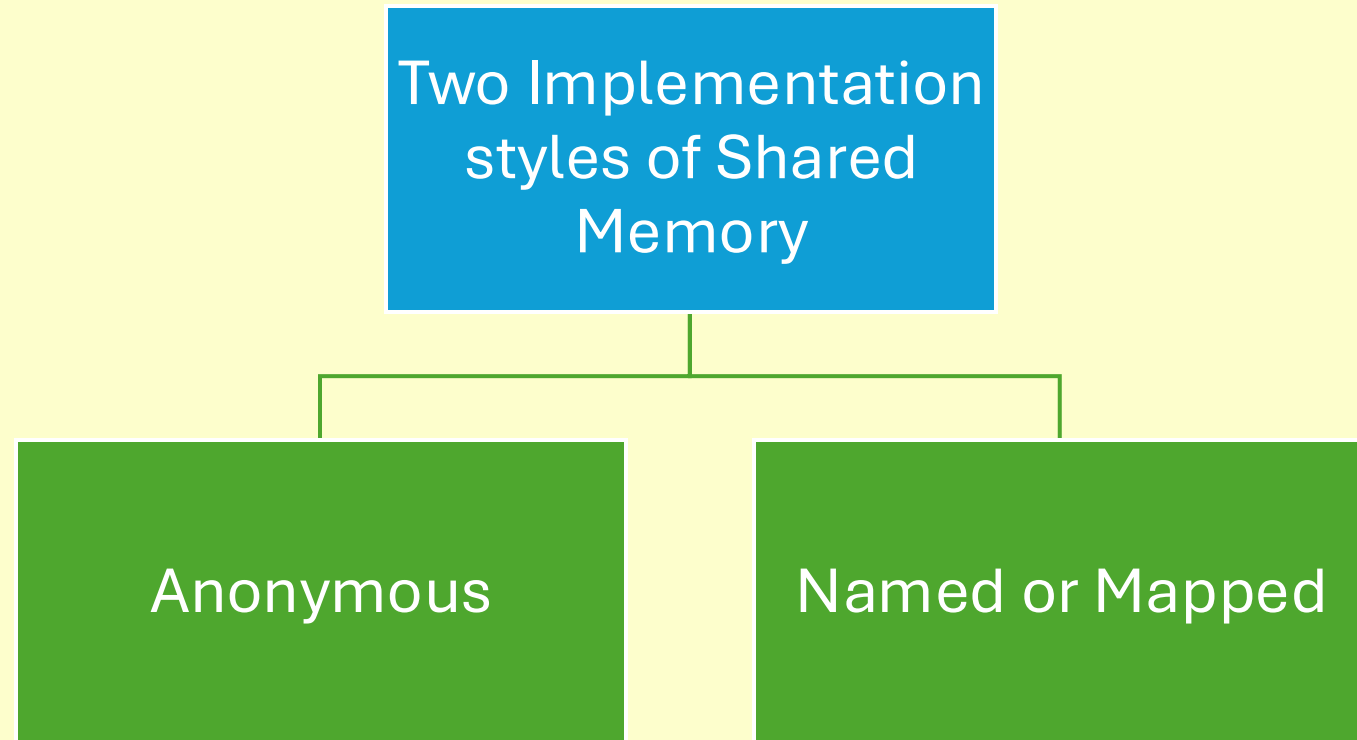 Two Implementation
styles of Shared
Memory
Anonymous
Named or Mapped